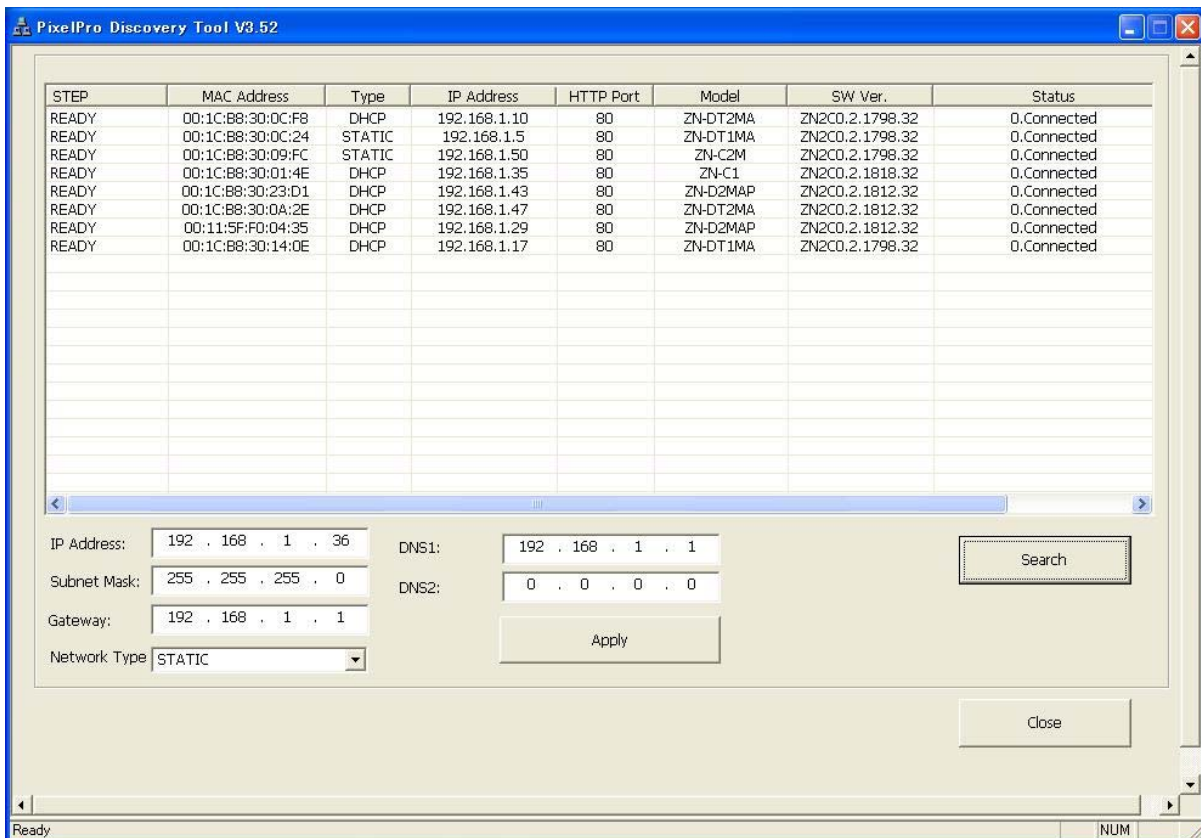 PixelPro Discovery Tool V3.52
STEP MAC Address Type IP Address HTTP Port Model SW Ver. Status
READY 00:1C:B8:30:0C:F8 DHCP 192.168.1.10 80 ZN-DT2MA ZN2C0.2.1798.32 0.Connected
READY 00:1C:B8:30:0C:24 STATIC 192.168.1.5 80 ZN-DT1MA ZN2C0.2.1798.32 0.Connected
READY 00:1C:B8:30:09:FC STATIC 192.168.1.50 80 ZN-C2M ZN2C0.2.1798.32 0.Connected
READY 00:1C:B8:30:01:4E DHCP 192.168.1.35 80 ZN-C1 ZN2C0.2.1818.32 0.Connected
READY 00:1C:B8:30:23:D1 DHCP 192.168.1.43 80 ZN-D2MAP ZN2C0.2.1812.32 0.Connected
READY 00:1C:B8:30:0A:2E DHCP 192.168.1.47 80 ZN-DT2MA ZN2C0.2.1812.32 0.Connected
READY 00:11:5F:F0:04:35 DHCP 192.168.1.29 80 ZN-D2MAP ZN2C0.2.1812.32 0.Connected
READY 00:1C:B8:30:14:0E DHCP 192.168.1.17 80 ZN-DT1MA ZN2C0.2.1798.32 0.Connected
IP Address: 192 . 168 . 1 . 36 DNS1: 192 . 168 . 1 . 1 Search
Subnet Mask: 255 . 255 . 255 . 0 DNS2: 0 . 0 . 0 . 0
Gateway: 192 . 168 . 1 . 1 Apply
Network Type STATIC
Close
Ready NUM